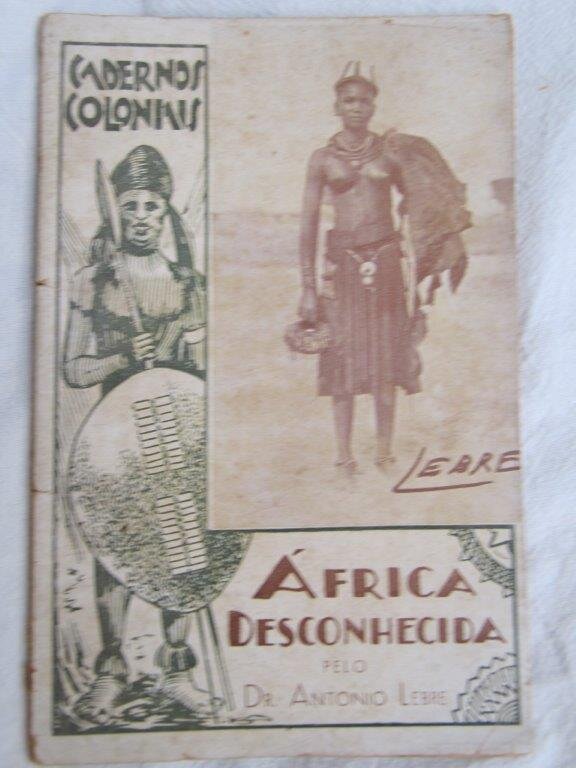 CADERNOS
COLONIAIS
LEBRE
ÁFRICA
DESCONHECIDA
PELO
DR. ANTONIO LEBRE